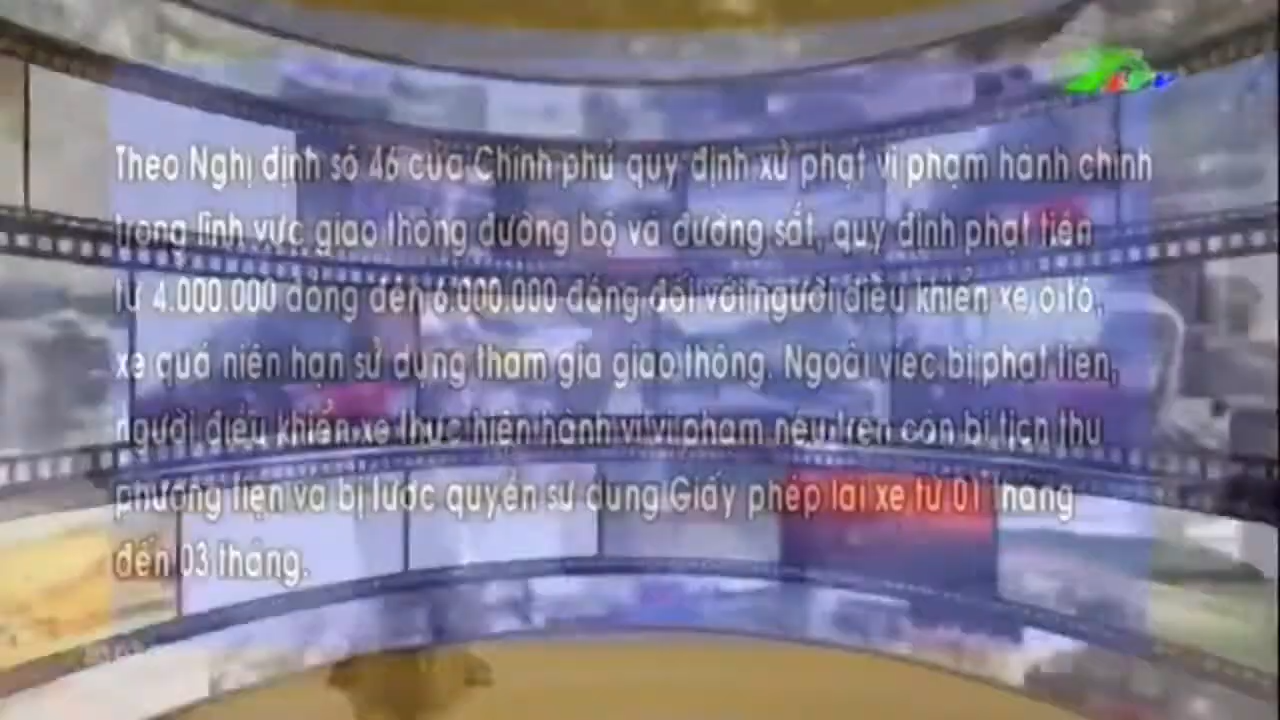 Theo Nghị định số 46 của Chính phủ quy định xử phạt vi phạm hành chính
trong lĩnh vực giao thông đường bộ và đường sắt, quy định phạt tiền
từ 4.000.000 đồng đến 6.000.000 đồng đối với người điều khiển xe ô tô,
xe quá niên hạn sử dụng tham gia giao thông. Ngoài việc bị phạt tiền,
người điều khiển xe thực hiện hành vi vi phạm nêu trên còn bị tịch thu
phương tiện và bị tước quyền sử dụng Giấy phép lái xe từ 01 tháng
đến 03 tháng.